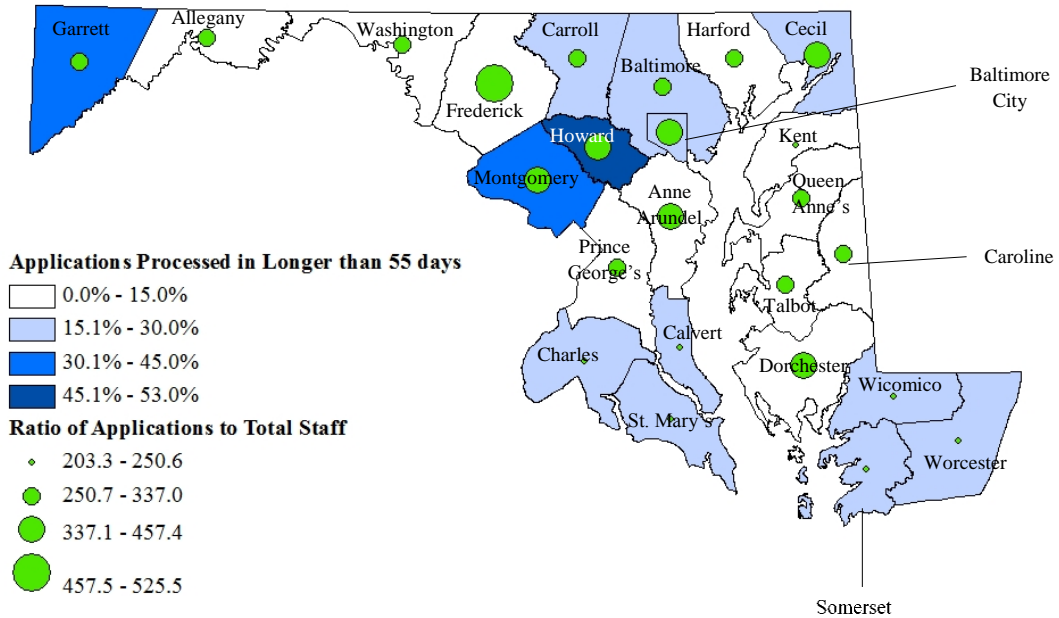 Garrett
Allegany
Washington
Frederick
Carroll
Baltimore
Harford
Cecil
Baltimore
City
Howard
Montgomery
Kent
Queen
Anne's
Anne
Arundel
Prince
George's
Caroline
Talbot
Calvert
Charles
Dorchester
St. Mary's
Wicomico
Worcester
Somerset
Applications Processed in Longer than 55 days
0.0% - 15.0%
15.1% - 30.0%
30.1% - 45.0%
45.1% - 53.0%
Ratio of Applications to Total Staff
203.3 - 250.6
250.7 - 337.0
337.1 - 457.4
457.5 - 525.5